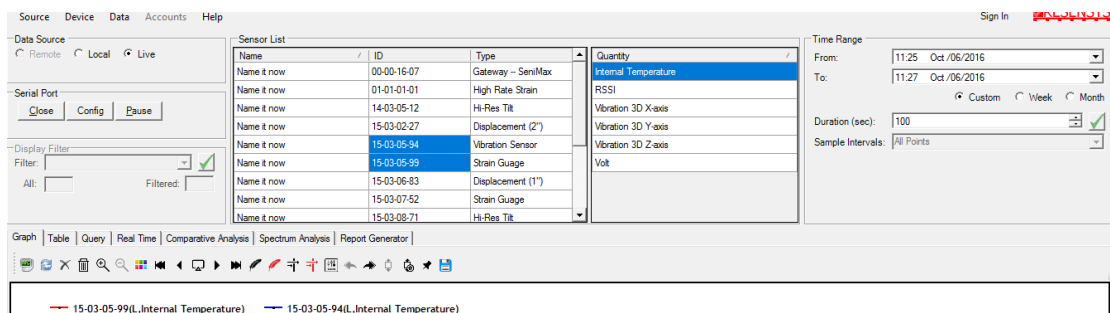 Source Device Data Accounts Help Sign In RESENSYS
Data Source
Remote Local Live
Serial Port
Close Config Pause
Display Filter
Filter:
All: Filtered:
Sensor List
Name ID Type
Name it now 00-00-16-07 Gateway -- SeniMax
Name it now 01-01-01-01 High Rate Strain
Name it now 14-03-05-12 Hi-Res Tilt
Name it now 15-03-02-27 Displacement (2")
Name it now 15-03-05-94 Vibration Sensor
Name it now 15-03-05-99 Strain Guage
Name it now 15-03-06-83 Displacement (1")
Name it now 15-03-07-52 Strain Guage
Name it now 15-03-08-71 Hi-Res Tilt
Quantity
Internal Temperature
RSSI
Vibration 3D X-axis
Vibration 3D Y-axis
Vibration 3D Z-axis
Volt
Time Range
From: 11:25 Oct /06/2016
To: 11:27 Oct /06/2016
Custom Week Month
Duration (sec): 100
Sample Intervals: All Points
Graph Table Query Real Time Comparative Analysis Spectrum Analysis Report Generator
15-03-05-99(L,Internal Temperature) 15-03-05-94(L,Internal Temperature)